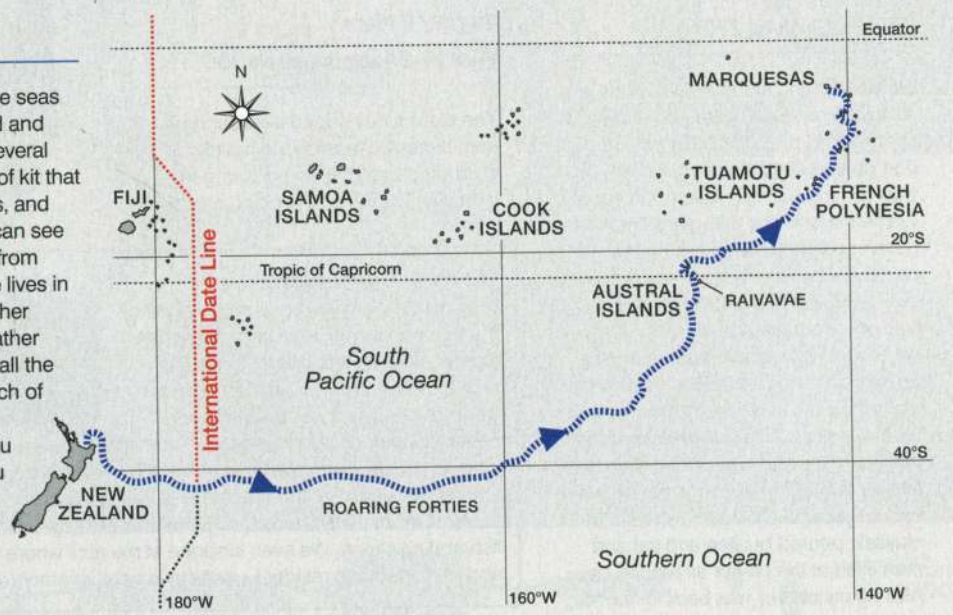 e seas
l and
everal
of kit that
s, and
can see
from
e lives in
her
ather
all the
ch of
u
u
Equator
N
MARQUESAS
FIJI
SAMOA
ISLANDS
COOK
ISLANDS
TUAMOTU
ISLANDS
FRENCH
POLYNESIA
20°S
Tropic of Capricorn
AUSTRAL
ISLANDS
RAIVAVAE
International Date Line
South
Pacific Ocean
40°S
NEW
ZEALAND
ROARING FORTIES
Southern Ocean
180°W
160°W
140°W